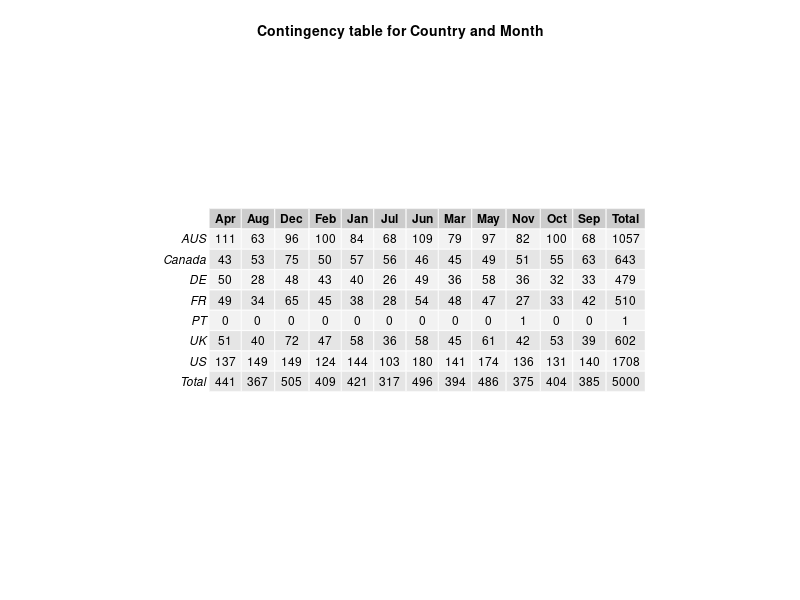 Contingency table for Country and Month
Apr Aug Dec Feb Jan Jul Jun Mar May Nov Oct Sep Total
AUS 111 63 96 100 84 68 109 79 97 82 100 68 1057
Canada 43 53 75 50 57 56 46 45 49 51 55 63 643
DE 50 28 48 43 40 26 49 36 58 36 32 33 479
FR 49 34 65 45 38 28 54 48 47 27 33 42 510
PT 0 0 0 0 0 0 0 0 0 1 0 0 1
UK 51 40 72 47 58 36 58 45 61 42 53 39 602
US 137 149 149 124 144 103 180 141 174 136 131 140 1708
Total 441 367 505 409 421 317 496 394 486 375 404 385 5000